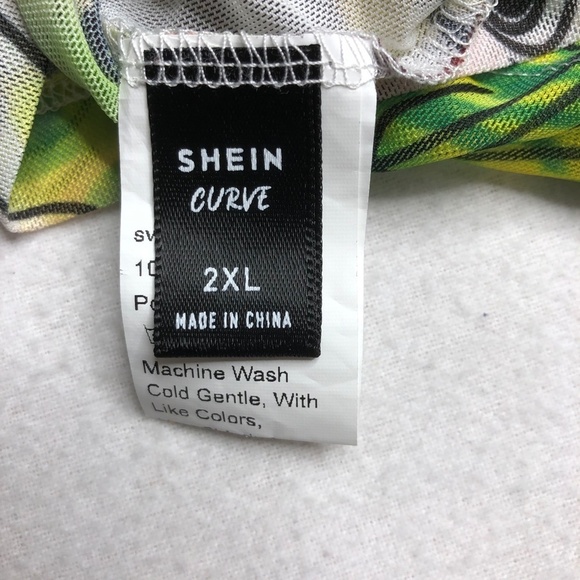 SHEIN
CURVE
2XL
MADE IN CHINA
Machine Wash
Cold Gentle, With
Like Colors,